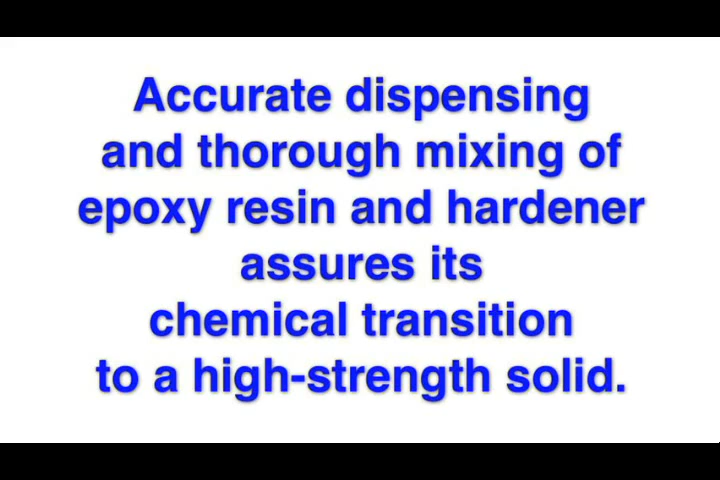 Accurate dispensing
and thorough mixing of
epoxy resin and hardener
assures its
chemical transition
to a high-strength solid.